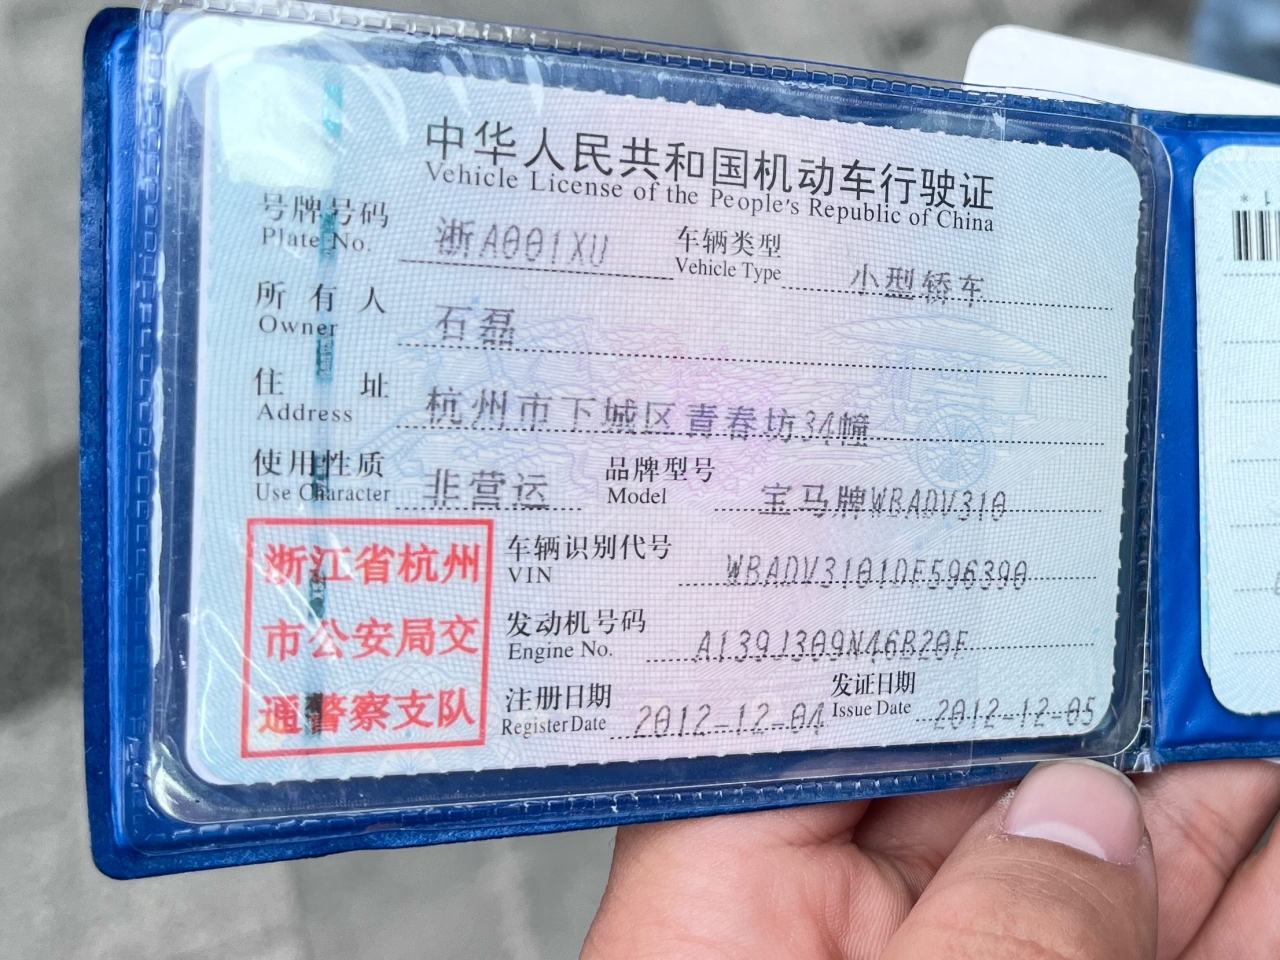 中华人民共和国机动车行驶证
Vehicle License of the People's Republic of China
号牌号码 浙A001XU 车辆类型 小型轿车
Plate No. Vehicle Type
所有人 石磊
Owner
住址 杭州市下城区青春坊34幢
Address
使用性质 非营运 品牌型号 宝马牌WBADV310
Use Character Model
浙江省杭州
市公安局交
通警察支队
车辆识别代号 WBADV3101DE596390
VIN
发动机号码 A139J309N46B20F
Engine No.
注册日期 2012-12-04 发证日期 2012-12-05
Register Date Issue Date